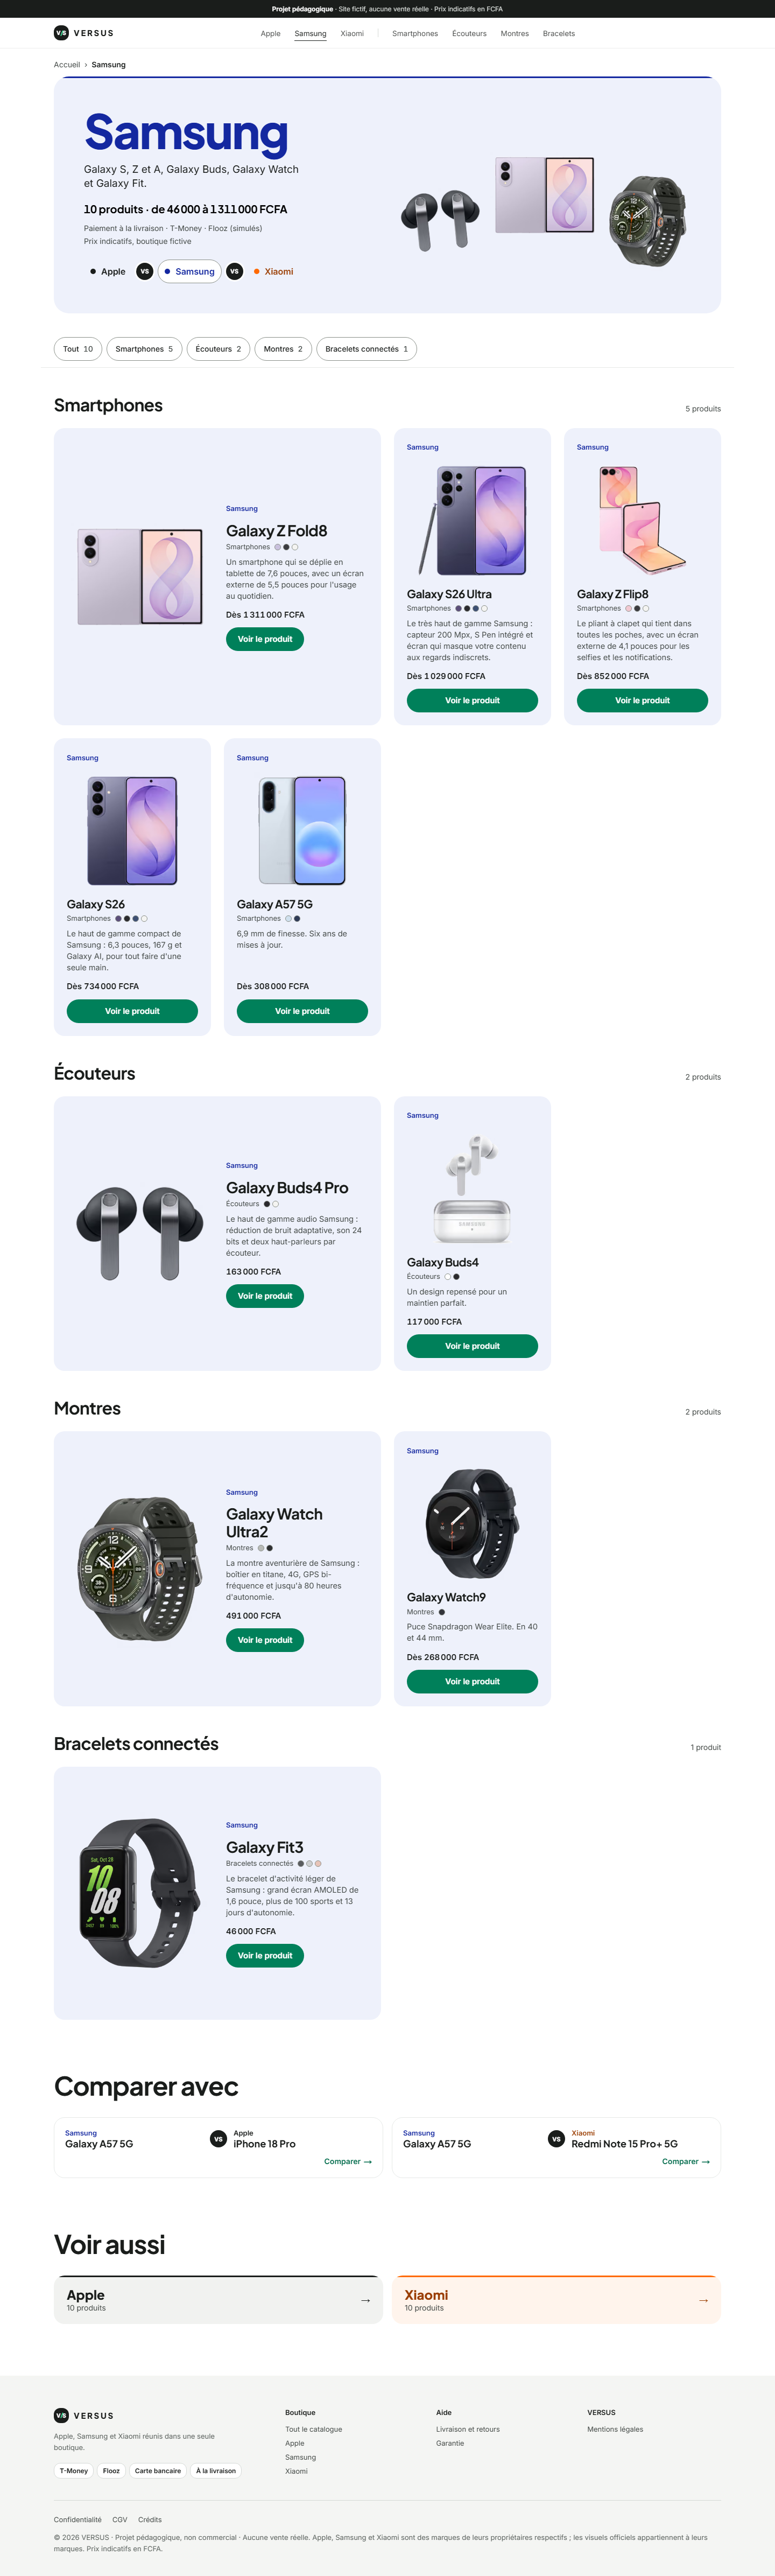 Projet pédagogique · Site fictif, aucune vente réelle · Prix indicatifs en FCFA
V/S VERSUS Apple Samsung Xiaomi Smartphones Écouteurs Montres Bracelets
Accueil › Samsung
Samsung
Galaxy S, Z et A, Galaxy Buds, Galaxy Watch
et Galaxy Fit.
10 produits · de 46 000 à 1 311 000 FCFA
Paiement à la livraison · T-Money · Flooz (simulés)
Prix indicatifs, boutique fictive
Apple VS Samsung VS Xiaomi
Tout 10 Smartphones 5 Écouteurs 2 Montres 2 Bracelets connectés 1
Smartphones
5 produits
Samsung
Galaxy Z Fold8
Smartphones
Un smartphone qui se déplie en
tablette de 7,6 pouces, avec un écran
externe de 5,5 pouces pour l'usage
au quotidien.
Dès 1 311 000 FCFA
Voir le produit
Samsung
Galaxy S26 Ultra
Smartphones
Le très haut de gamme Samsung :
capteur 200 Mpx, S Pen intégré et
écran qui masque votre contenu
aux regards indiscrets.
Dès 1 029 000 FCFA
Voir le produit
Samsung
Galaxy Z Flip8
Smartphones
Le pliant à clapet qui tient dans
toutes les poches, avec un écran
externe de 4,1 pouces pour les
selfies et les notifications.
Dès 852 000 FCFA
Voir le produit
Samsung
Galaxy S26
Smartphones
Le haut de gamme compact de
Samsung : 6,3 pouces, 167 g et
Galaxy AI, pour tout faire d'une
seule main.
Dès 734 000 FCFA
Voir le produit
Samsung
Galaxy A57 5G
Smartphones
6,9 mm de finesse. Six ans de
mises à jour.
Dès 308 000 FCFA
Voir le produit
Écouteurs
2 produits
Samsung
Galaxy Buds4 Pro
Écouteurs
Le haut de gamme audio Samsung :
réduction de bruit adaptative, son 24
bits et deux haut-parleurs par
écouteur.
163 000 FCFA
Voir le produit
Samsung
SAMSUNG
Galaxy Buds4
Écouteurs
Un design repensé pour un
maintien parfait.
117 000 FCFA
Voir le produit
Montres
2 produits
Samsung
Galaxy Watch
Ultra2
Montres
La montre aventurière de Samsung :
boîtier en titane, 4G, GPS bi-
fréquence et jusqu'à 80 heures
d'autonomie.
491 000 FCFA
Voir le produit
Samsung
Galaxy Watch9
Montres
Puce Snapdragon Wear Elite. En 40
et 44 mm.
Dès 268 000 FCFA
Voir le produit
Bracelets connectés
1 produit
Sat, Oct 28
10
08
Samsung
Galaxy Fit3
Bracelets connectés
Le bracelet d'activité léger de
Samsung : grand écran AMOLED de
1,6 pouce, plus de 100 sports et 13
jours d'autonomie.
46 000 FCFA
Voir le produit
Comparer avec
Samsung
Galaxy A57 5G
VS
Apple
iPhone 18 Pro
Comparer →
Samsung
Galaxy A57 5G
VS
Xiaomi
Redmi Note 15 Pro+ 5G
Comparer →
Voir aussi
Apple
10 produits
→
Xiaomi
10 produits
→
V/S VERSUS
Apple, Samsung et Xiaomi réunis dans une seule
boutique.
T-Money Flooz Carte bancaire À la livraison
Boutique
Tout le catalogue
Apple
Samsung
Xiaomi
Aide
Livraison et retours
Garantie
VERSUS
Mentions légales
Confidentialité CGV Crédits
© 2026 VERSUS · Projet pédagogique, non commercial · Aucune vente réelle. Apple, Samsung et Xiaomi sont des marques de leurs propriétaires respectifs ; les visuels officiels appartiennent à leurs
marques. Prix indicatifs en FCFA.